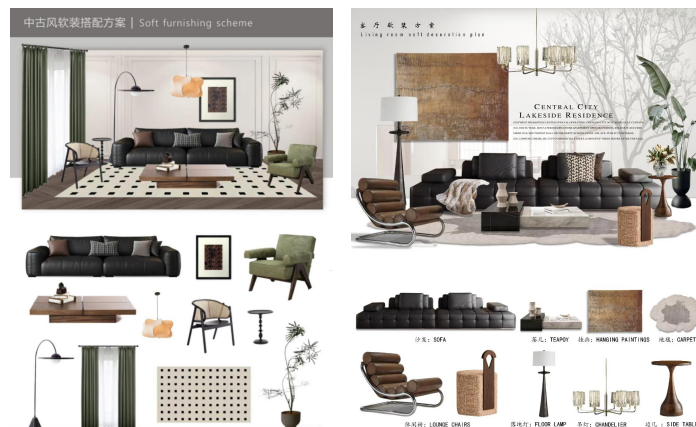 中古风软装搭配方案 | Soft furnishing scheme
客厅软装方案
Living room soft decoration plan
CENTRAL CITY
LAKESIDE RESIDENCE
沙发: SOFA
茶几: TEAPOY
挂画: HANGING PAINTINGS
地毯: CARPET
休闲椅: LOUNGE CHAIRS
落地灯: FLOOR LAMP
吊灯: CHANDELIER
边几: SIDE TABL